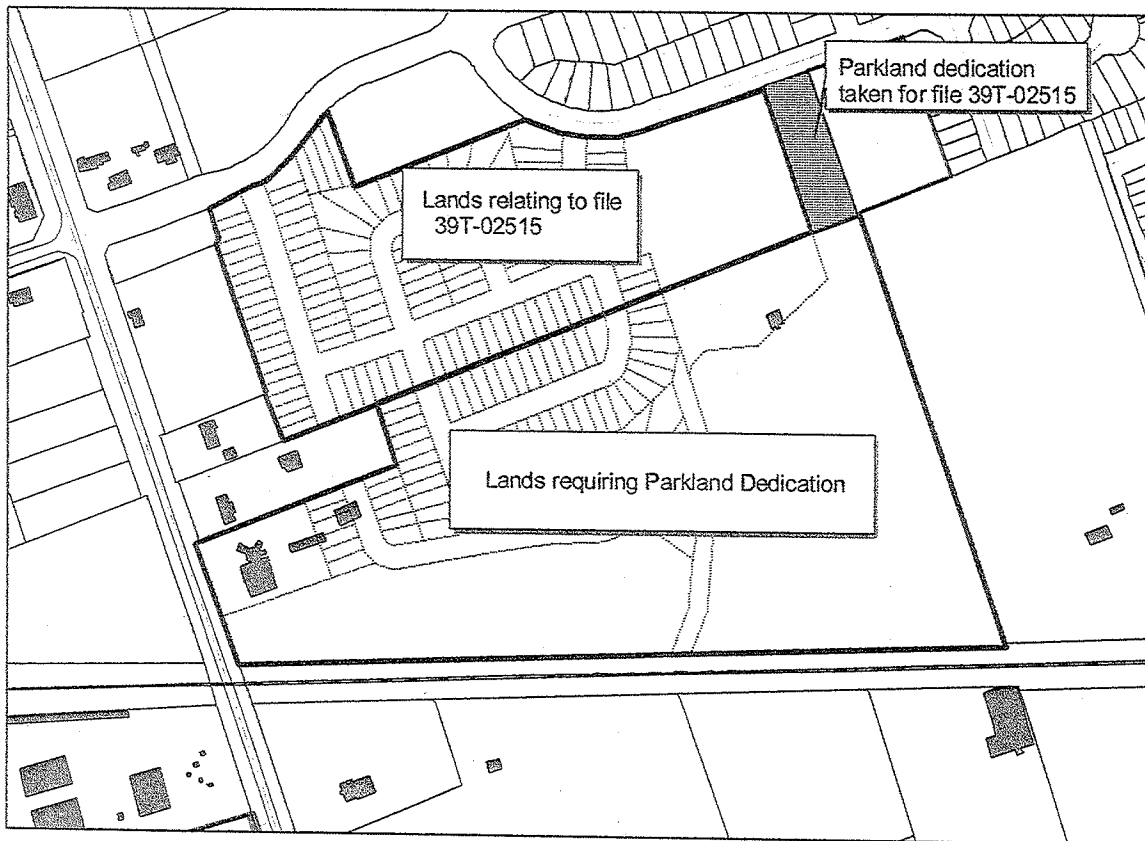 Parkland dedication
taken for file 39T-02515
Lands relating to file
39T-02515
Lands requiring Parkland Dedication